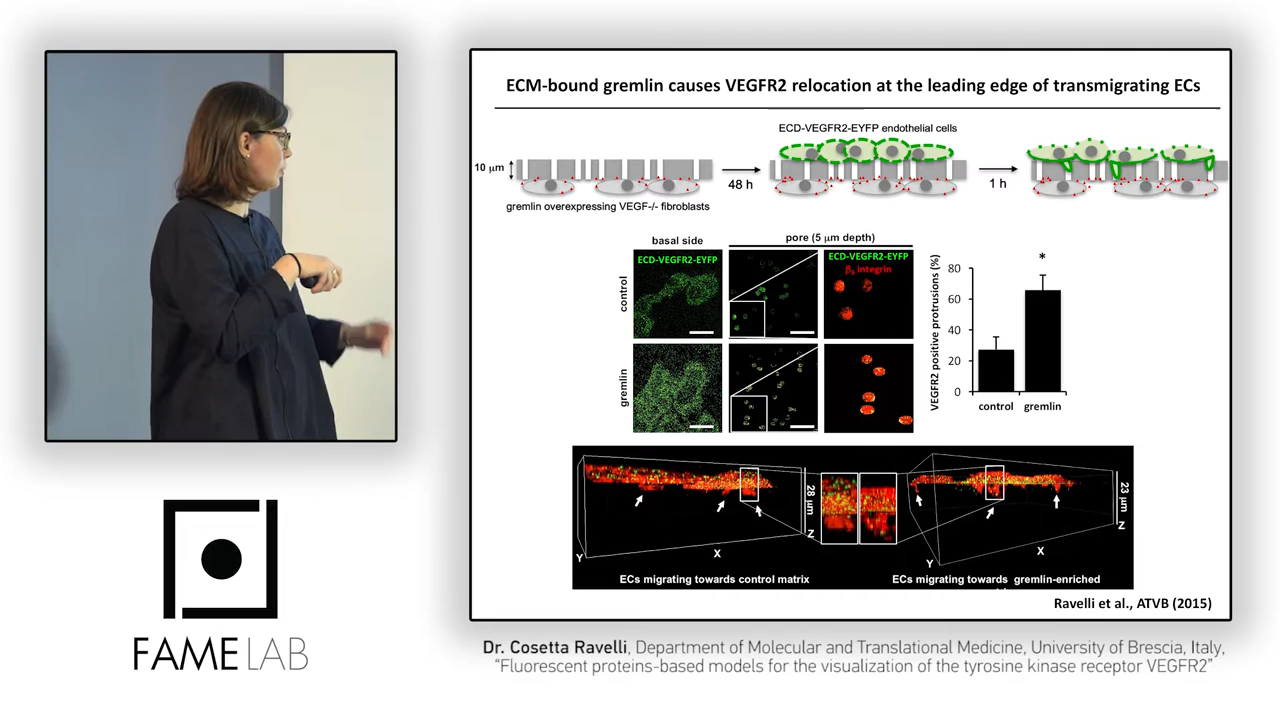 ECM-bound gremlin causes VEGFR2 relocation at the leading edge of transmigrating ECs
ECD-VEGFR2-EYFP endothelial cells
10 µm
48 h
1 h
gremlin overexpressing VEGF-/- fibroblasts
basal side
pore (5 µm depth)
ECD-VEGFR2-EYFP
ECD-VEGFR2-EYFP
β3 integrin
control
gremlin
VEGFR2 positive protrusions (%)
80
60
40
20
0
*
control
gremlin
28 µm
Z
X
Y
23 µm
Z
X
Y
ECs migrating towards control matrix
ECs migrating towards gremlin-enriched
Ravelli et al., ATVB (2015)
FAMELAB
Dr. Cosetta Ravelli, Department of Molecular and Translational Medicine, University of Brescia, Italy,
“Fluorescent proteins-based models for the visualization of the tyrosine kinase receptor VEGFR2”